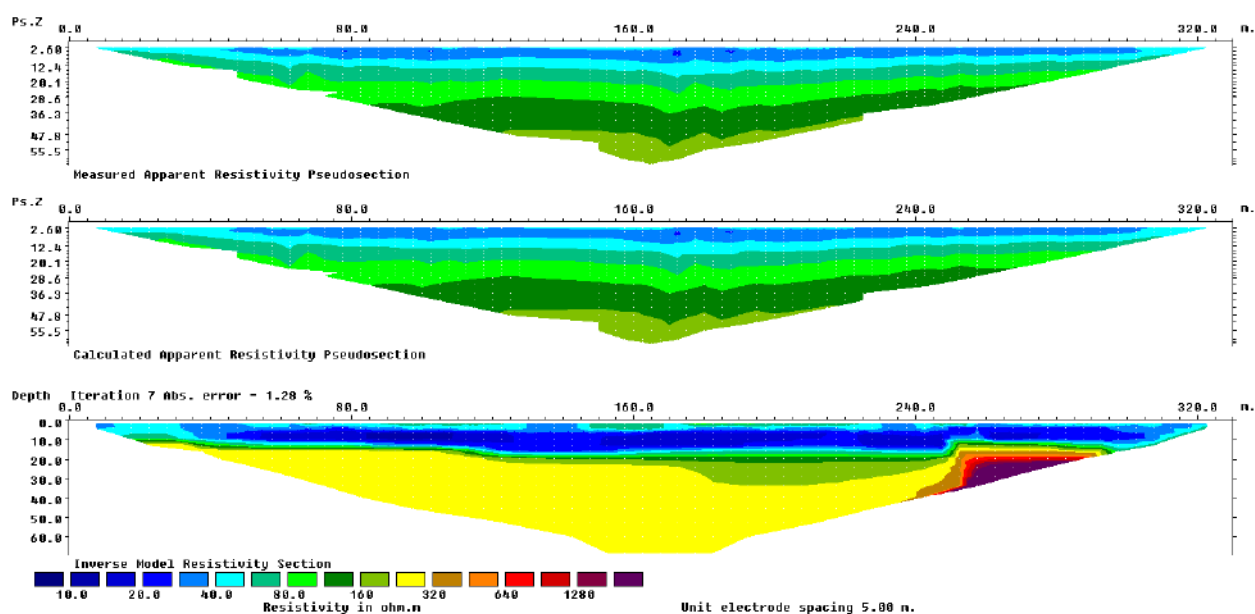 Ps.Z 0.0 80.0 160.0 240.0 320.0 m.
2.60
12.4
20.1
28.6
36.3
47.8
55.5
Measured Apparent Resistivity Pseudosection
Ps.Z 0.0 80.0 160.0 240.0 320.0 m.
2.60
12.4
20.1
28.6
36.3
47.8
55.5
Calculated Apparent Resistivity Pseudosection
Depth Iteration 7 Abs. error = 1.28 %
0.0 80.0 160.0 240.0 320.0 m.
0.0
10.0
20.0
30.0
40.0
50.0
60.0
Inverse Model Resistivity Section
10.0 20.0 40.0 80.0 160 320 640 1280
Resistivity in ohm.m Unit electrode spacing 5.00 m.